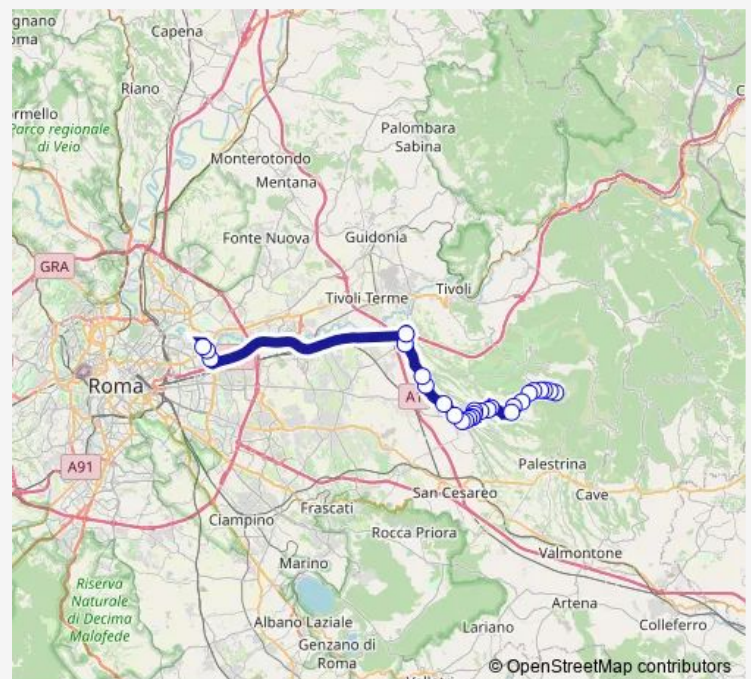 gnano
oma
Capena
Riano
ormello
Parco regionale
di Veio
Palombara
Sabina
Monterotondo
Mentana
Fonte Nuova
Guidonia
GRA
Tivoli Terme
Tivoli
Roma
A1
A91
Palestrina
San Cesareo
Cave
Frascati
Ciampino
Rocca Priora
Valmontone
Marino
Riserva
Naturale
di Decima
Malafede
Albano Laziale
Artena
Lariano
Colleferro
Genzano di
Roma
© OpenStreetMap contributors